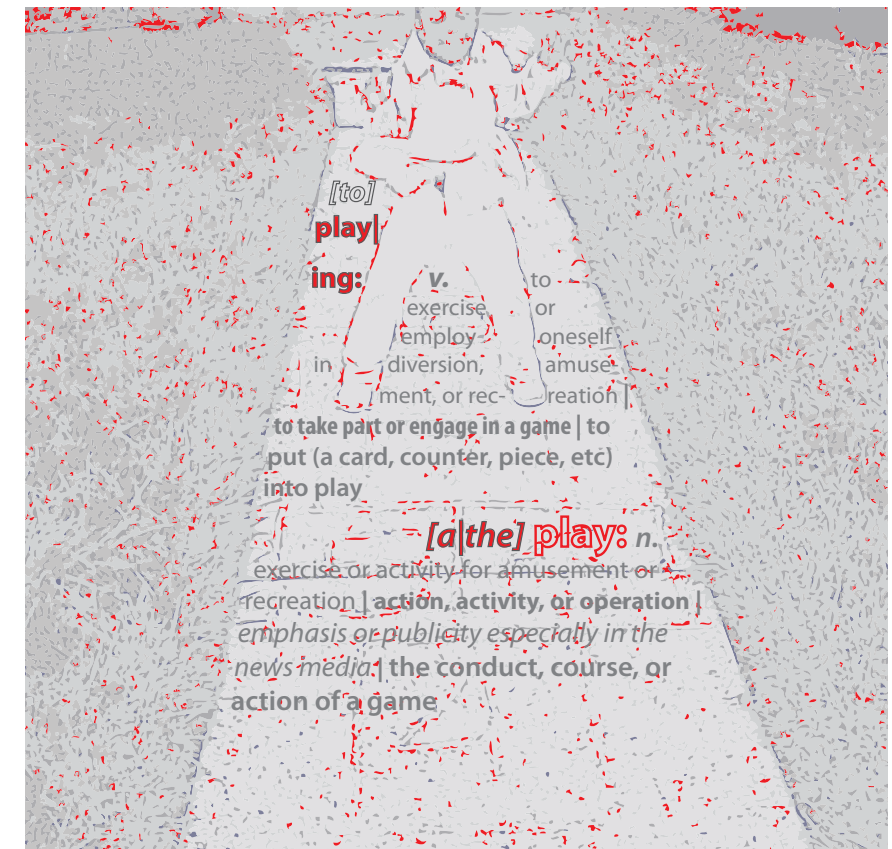 [to]
play|
ing: v. to
exercise or
employ- oneself
in diversion, amuse-
ment, or rec- reation |
to take part or engage in a game | to
put (a card, counter, piece, etc)
into play
[a|the] play: n.
exercise or activity for amusement or
recreation | action, activity, or operation |
emphasis or publicity especially in the
news media | the conduct, course, or
action of a game